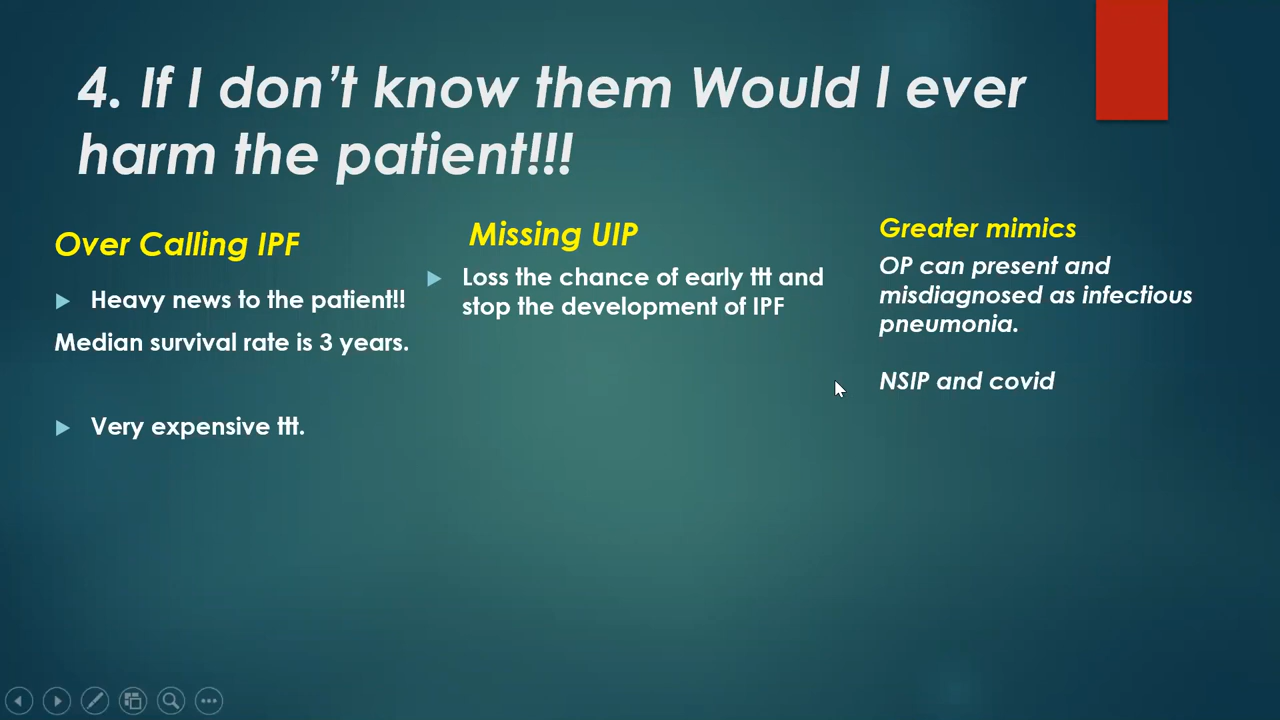 4. If I don't know them Would I ever
harm the patient!!!
Over Calling IPF
Heavy news to the patient!!
Median survival rate is 3 years.
Very expensive ttt.
Missing UIP
Loss the chance of early ttt and
stop the development of IPF
Greater mimics
OP can present and
misdiagnosed as infectious
pneumonia.
NSIP and covid